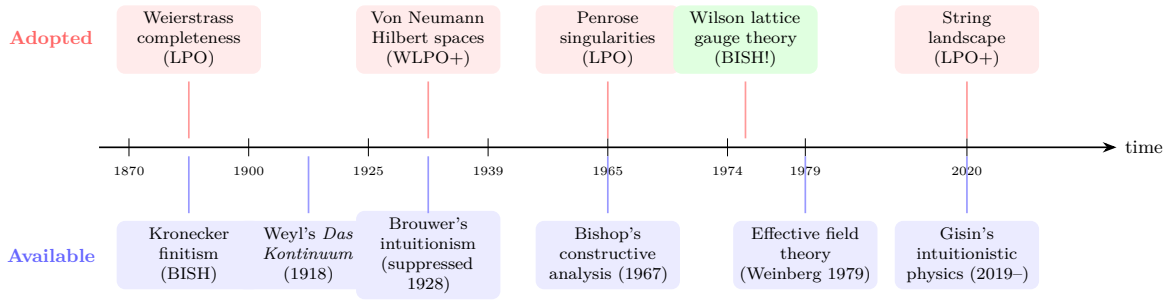 Adopted
Weierstrass
completeness
(LPO)
Von Neumann
Hilbert spaces
(WLPO+)
Penrose
singularities
(LPO)
Wilson lattice
gauge theory
(BISH!)
String
landscape
(LPO+)
time
1870
1900
1925
1939
1965
1974
1979
2020
Available
Kronecker
finitism
(BISH)
Weyl's Das
Kontinuum
(1918)
Brouwer's
intuitionism
(suppressed
1928)
Bishop's
constructive
analysis (1967)
Effective field
theory
(Weinberg 1979)
Gisin's
intuitionistic
physics (2019–)